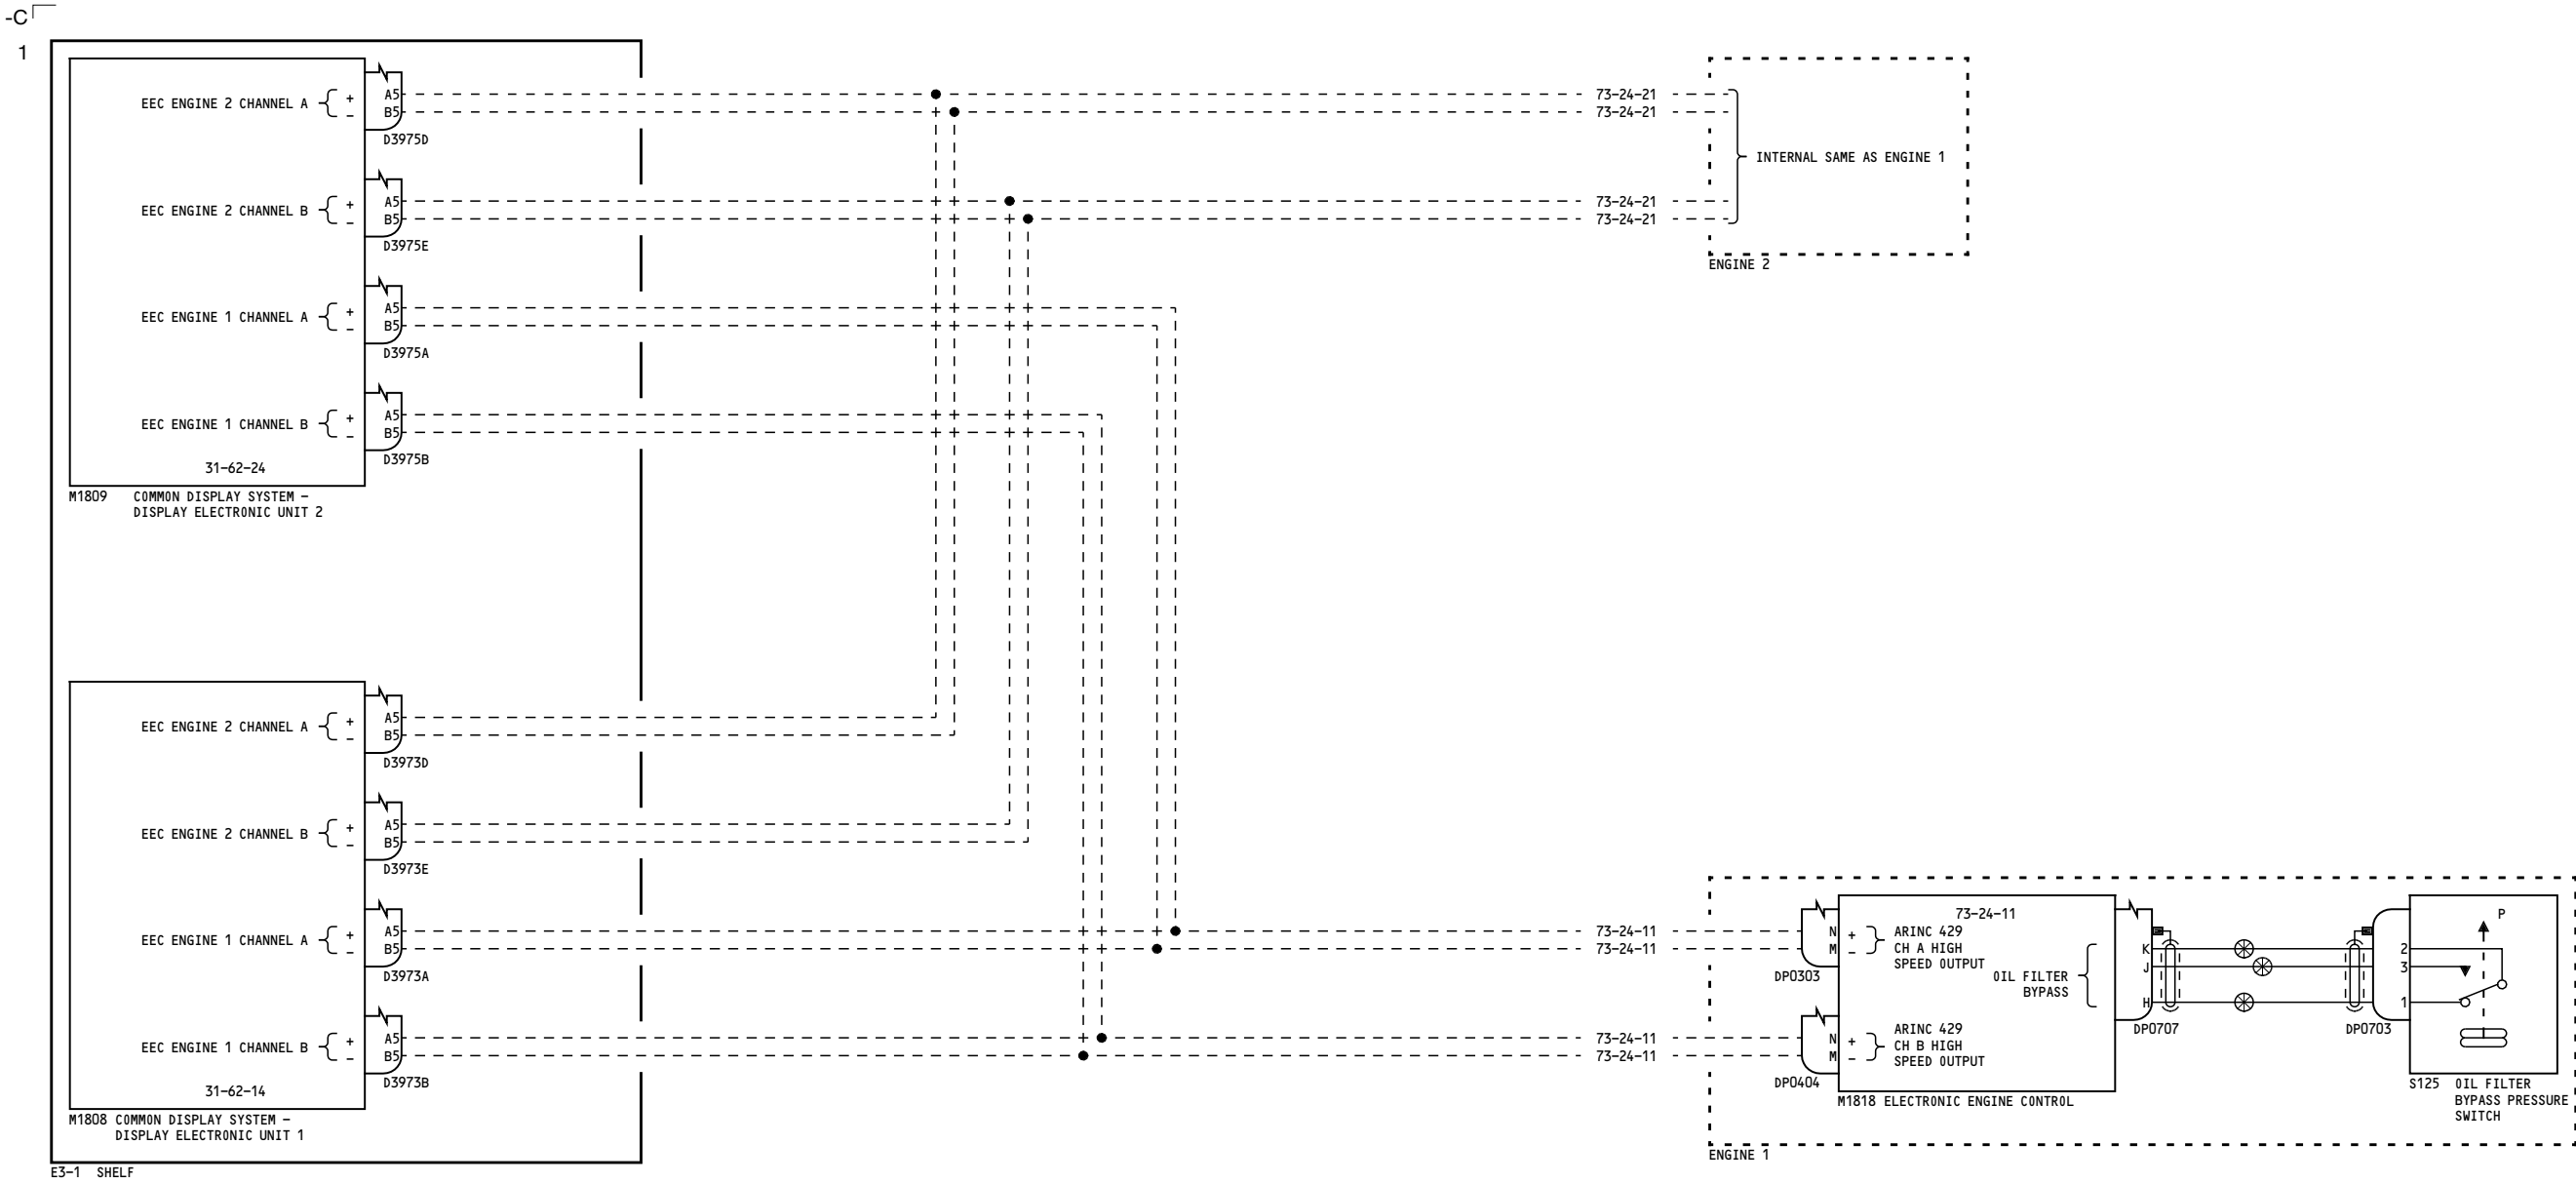 -C
1
EEC ENGINE 2 CHANNEL A + A5
- B5
D3975D
EEC ENGINE 2 CHANNEL B + A5
- B5
D3975E
EEC ENGINE 1 CHANNEL A + A5
- B5
D3975A
EEC ENGINE 1 CHANNEL B + A5
- B5
D3975B
31-62-24
M1809 COMMON DISPLAY SYSTEM -
DISPLAY ELECTRONIC UNIT 2
73-24-21
73-24-21
73-24-21
73-24-21
INTERNAL SAME AS ENGINE 1
ENGINE 2
EEC ENGINE 2 CHANNEL A + A5
- B5
D3973D
EEC ENGINE 2 CHANNEL B + A5
- B5
D3973E
EEC ENGINE 1 CHANNEL A + A5
- B5
D3973A
EEC ENGINE 1 CHANNEL B + A5
- B5
D3973B
31-62-14
M1808 COMMON DISPLAY SYSTEM -
DISPLAY ELECTRONIC UNIT 1
E3-1 SHELF
73-24-11
73-24-11
73-24-11
73-24-11
N +
M -
DP0303
N +
M -
DP0404
73-24-11
ARINC 429
CH A HIGH
SPEED OUTPUT
OIL FILTER
BYPASS
ARINC 429
CH B HIGH
SPEED OUTPUT
M1818 ELECTRONIC ENGINE CONTROL
K
J
H
DP0707
2
3
1
DP0703
P
S125 OIL FILTER
BYPASS PRESSURE
SWITCH
ENGINE 1